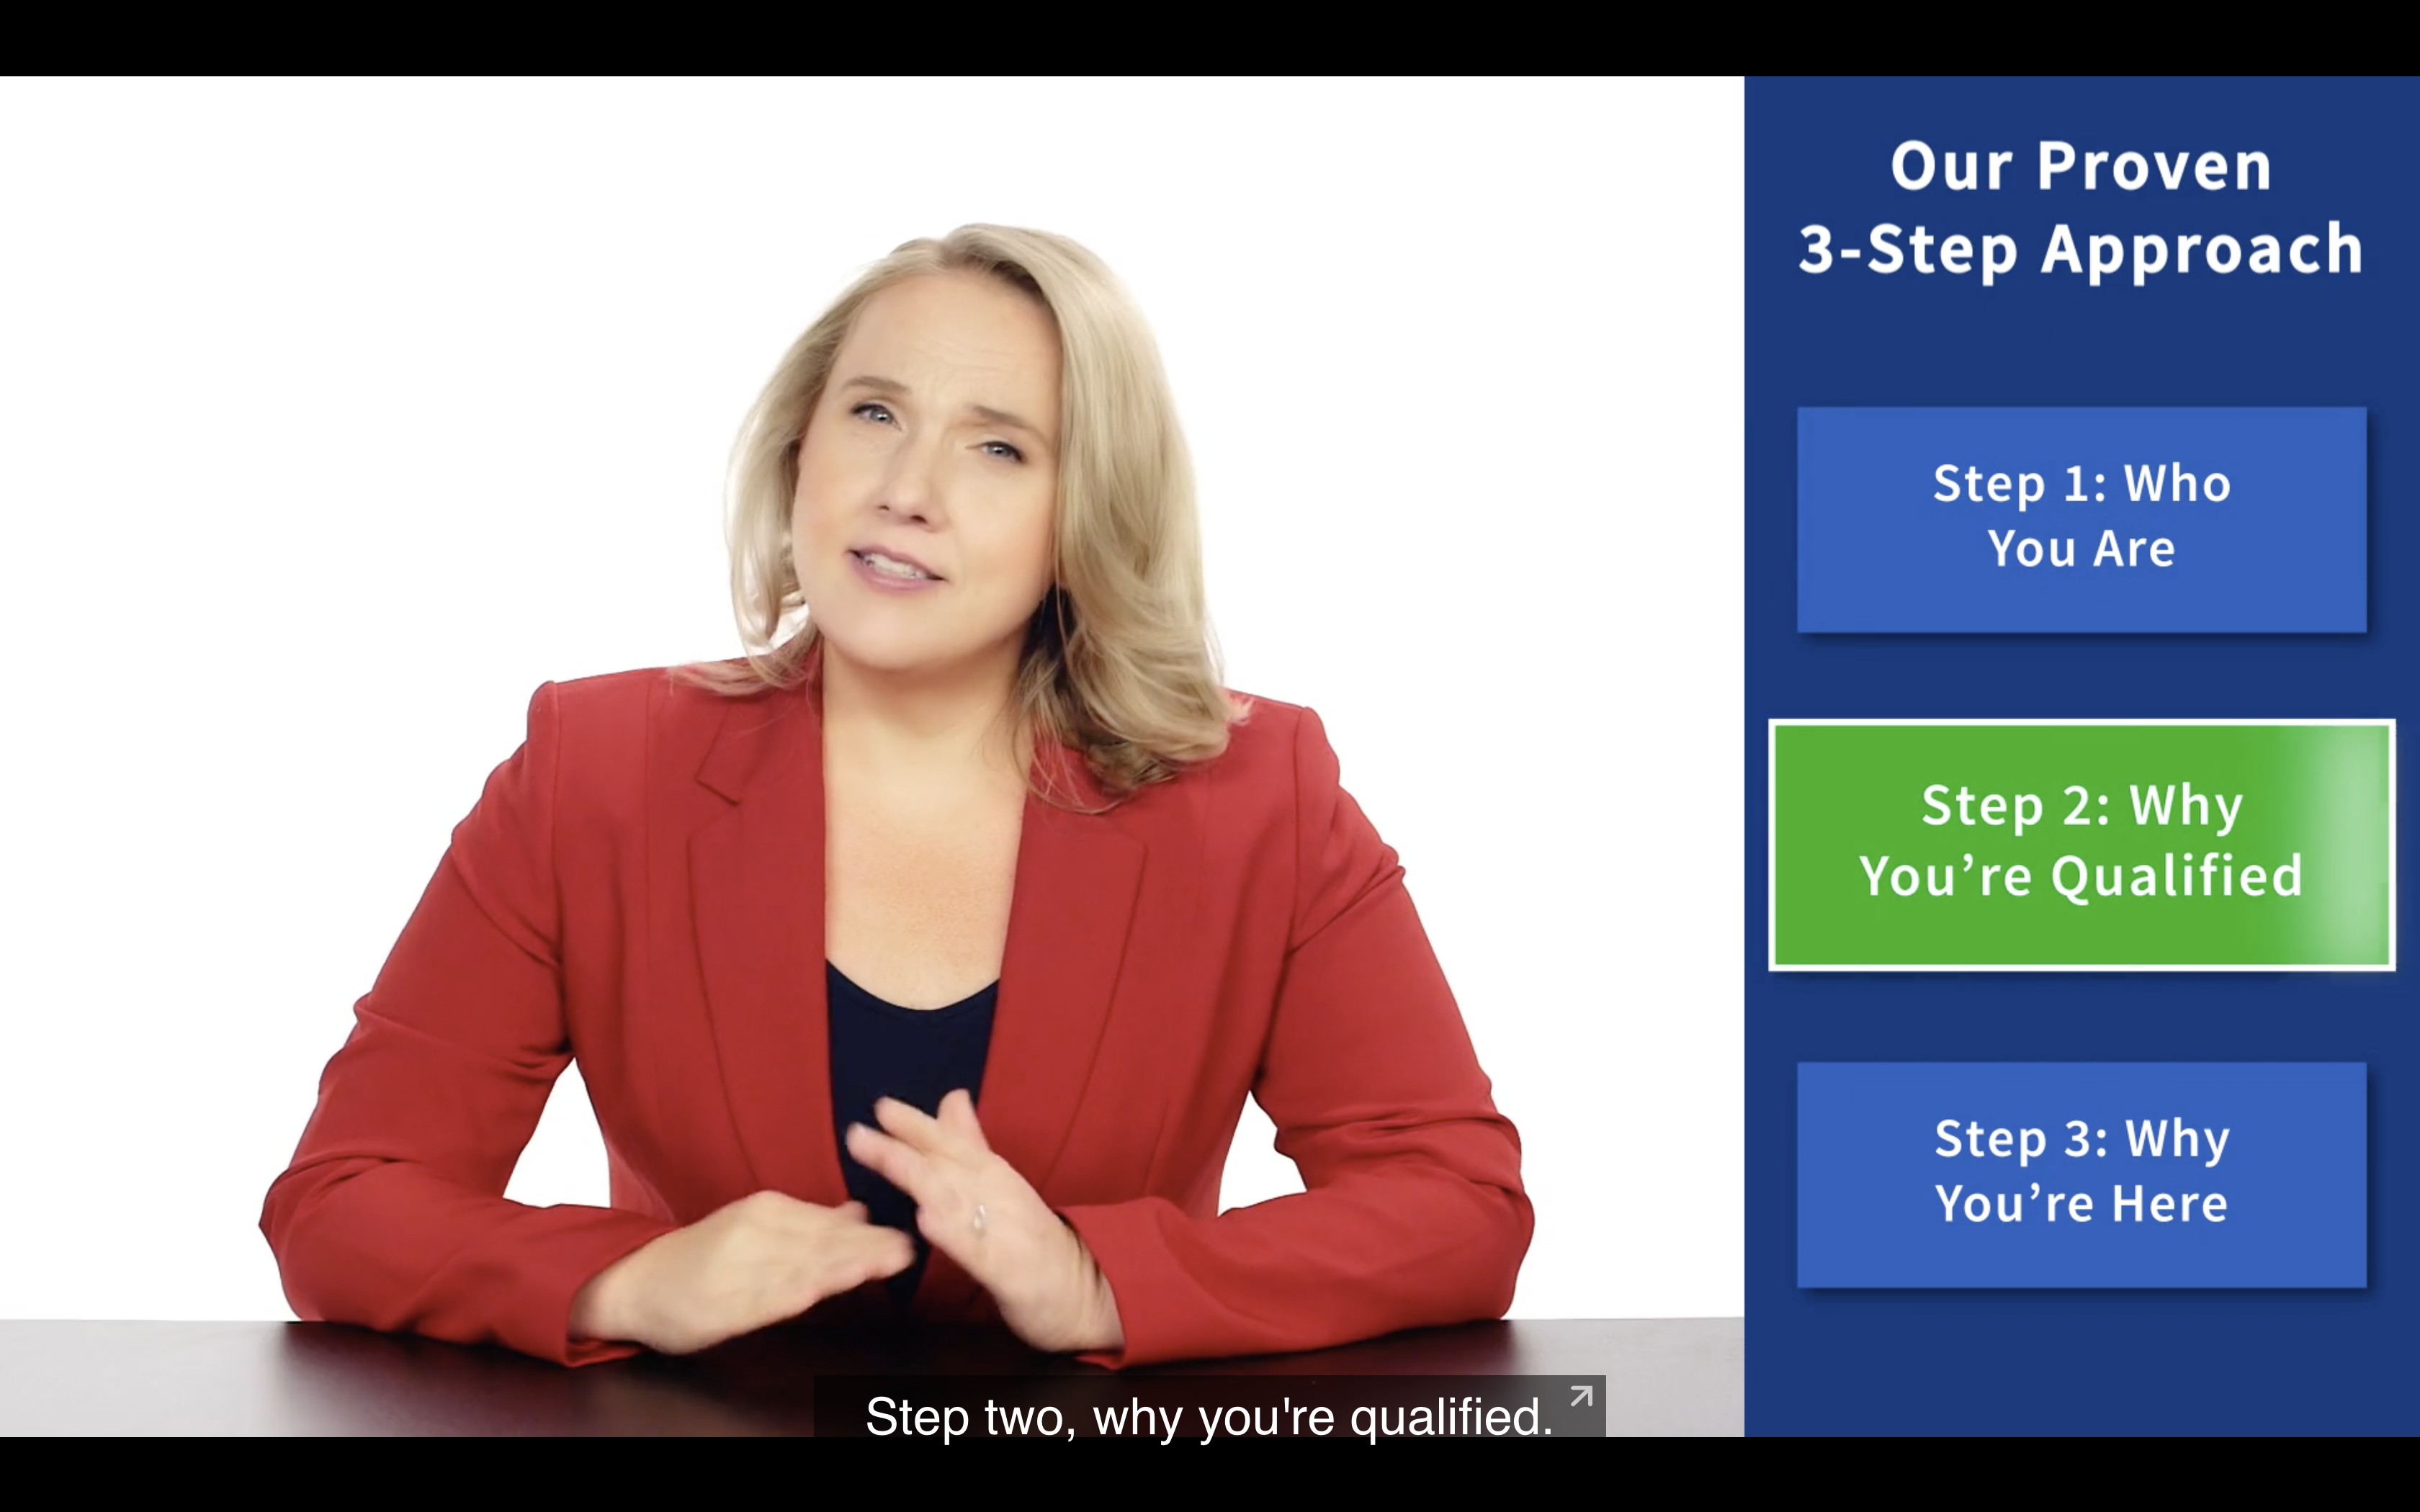 Our Proven
3-Step Approach
Step 1: Who
You Are
Step 2: Why
You’re Qualified
Step 3: Why
You’re Here
Step two, why you're qualified.